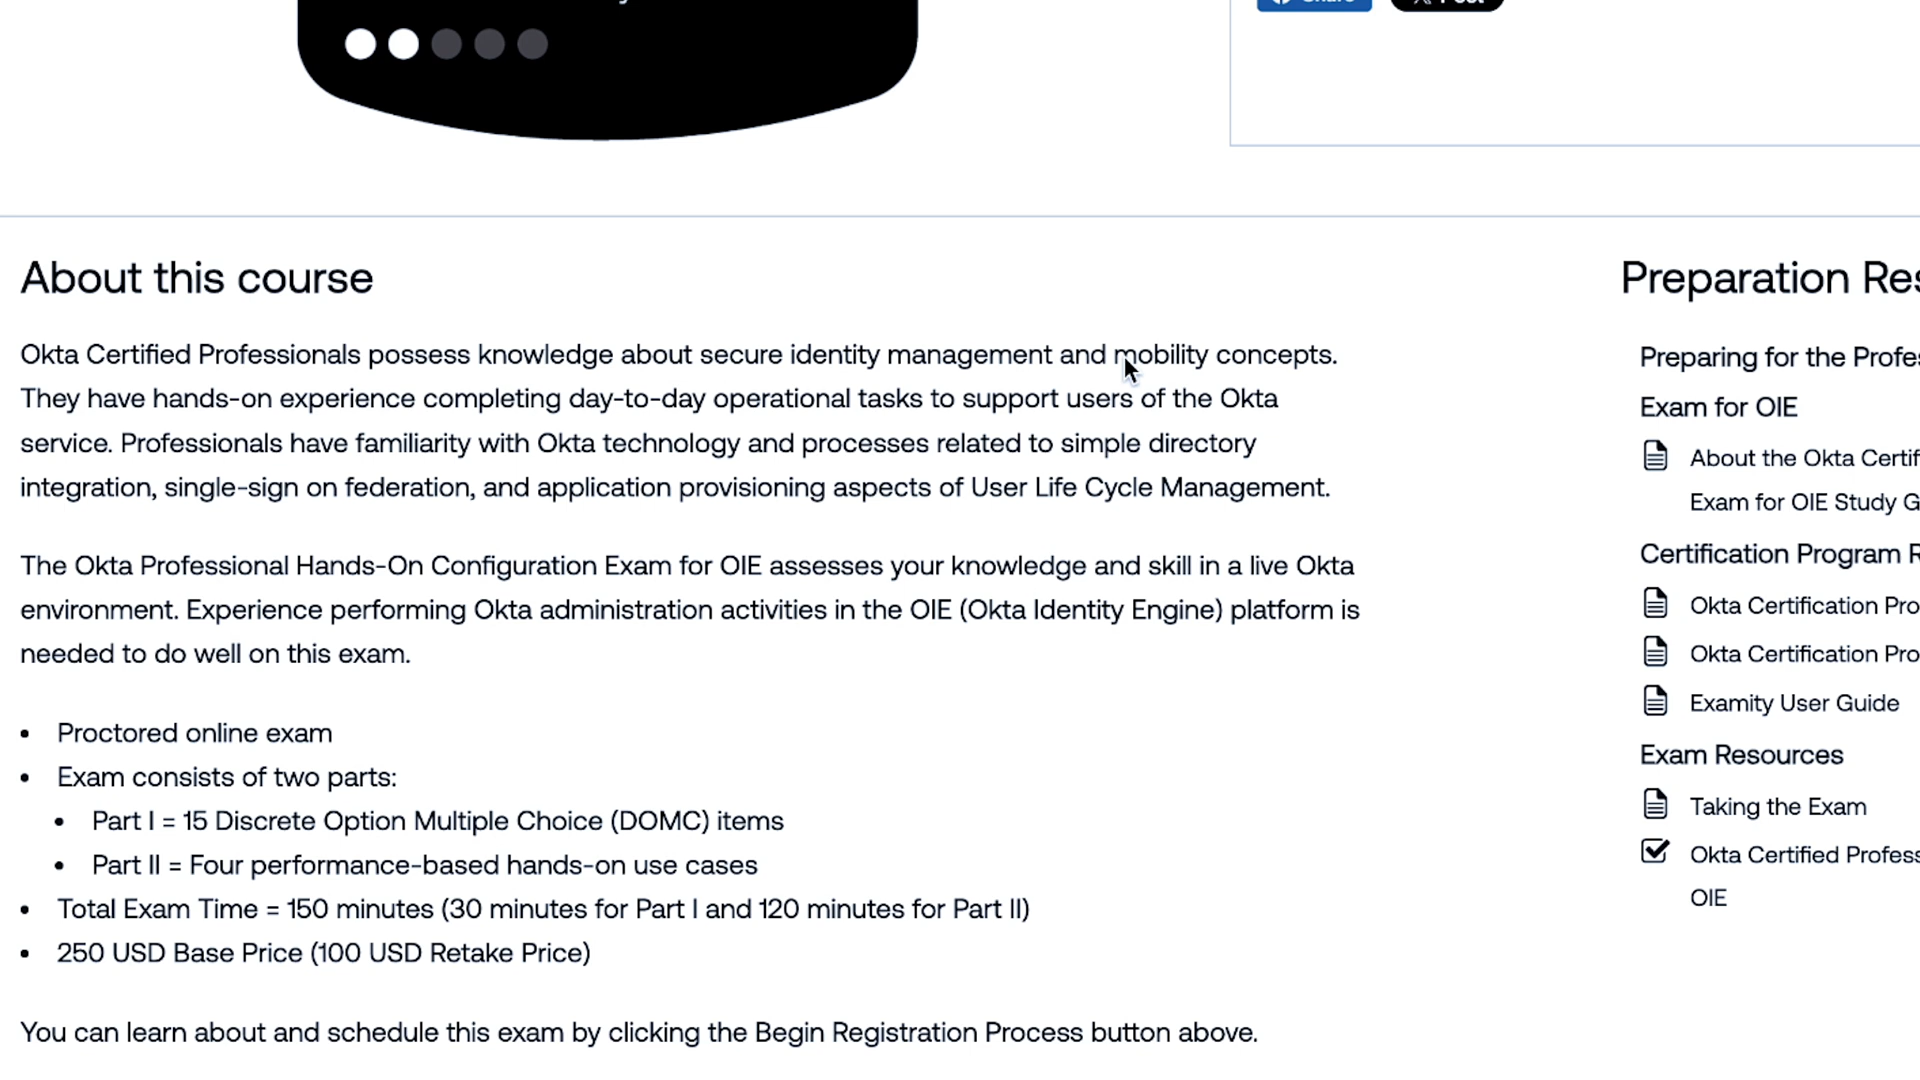 About this course
Okta Certified Professionals possess knowledge about secure identity management and mobility concepts.
They have hands-on experience completing day-to-day operational tasks to support users of the Okta
service. Professionals have familiarity with Okta technology and processes related to simple directory
integration, single-sign on federation, and application provisioning aspects of User Life Cycle Management.
The Okta Professional Hands-On Configuration Exam for OIE assesses your knowledge and skill in a live Okta
environment. Experience performing Okta administration activities in the OIE (Okta Identity Engine) platform is
needed to do well on this exam.
• Proctored online exam
• Exam consists of two parts:
• Part I = 15 Discrete Option Multiple Choice (DOMC) items
• Part II = Four performance-based hands-on use cases
• Total Exam Time = 150 minutes (30 minutes for Part I and 120 minutes for Part II)
• 250 USD Base Price (100 USD Retake Price)
You can learn about and schedule this exam by clicking the Begin Registration Process button above.
Preparation
Preparing for the
Exam for OIE
About the Okta
Exam for OIE Study
Certification Program
Okta Certification
Okta Certification
Examity User Guide
Exam Resources
Taking the Exam
Okta Certified
OIE